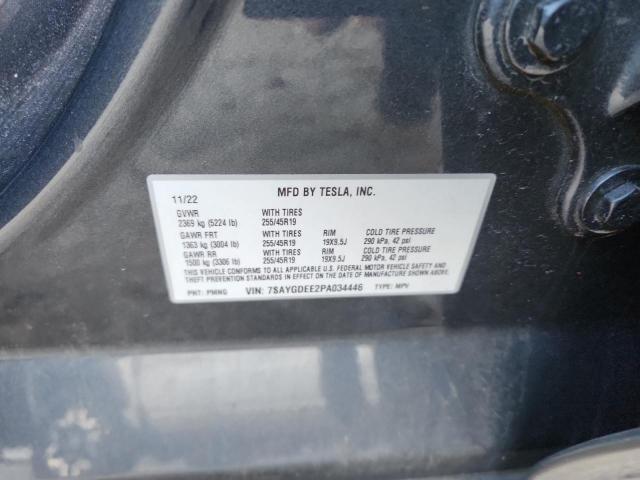 MFD BY TESLA, INC.
11/22
GVWR WITH TIRES
2369 kg (5224 lb) 255/45R19
GAWR FRT WITH TIRES RIM COLD TIRE PRESSURE
1363 kg (3004 lb) 255/45R19 19X9.5J 290 kPa, 42 psi
GAWR RR WITH TIRES RIM COLD TIRE PRESSURE
1500 kg (3306 lb) 255/45R19 19X9.5J 290 kPa, 42 psi
THIS VEHICLE CONFORMS TO ALL APPLICABLE U.S. FEDERAL MOTOR VEHICLE SAFETY AND
THEFT PREVENTION STANDARDS IN EFFECT ON THE DATE OF MANUFACTURE SHOWN ABOVE.
PNT: PMNG VIN: 7SAYGDEE2PA034446 TYPE: MPV